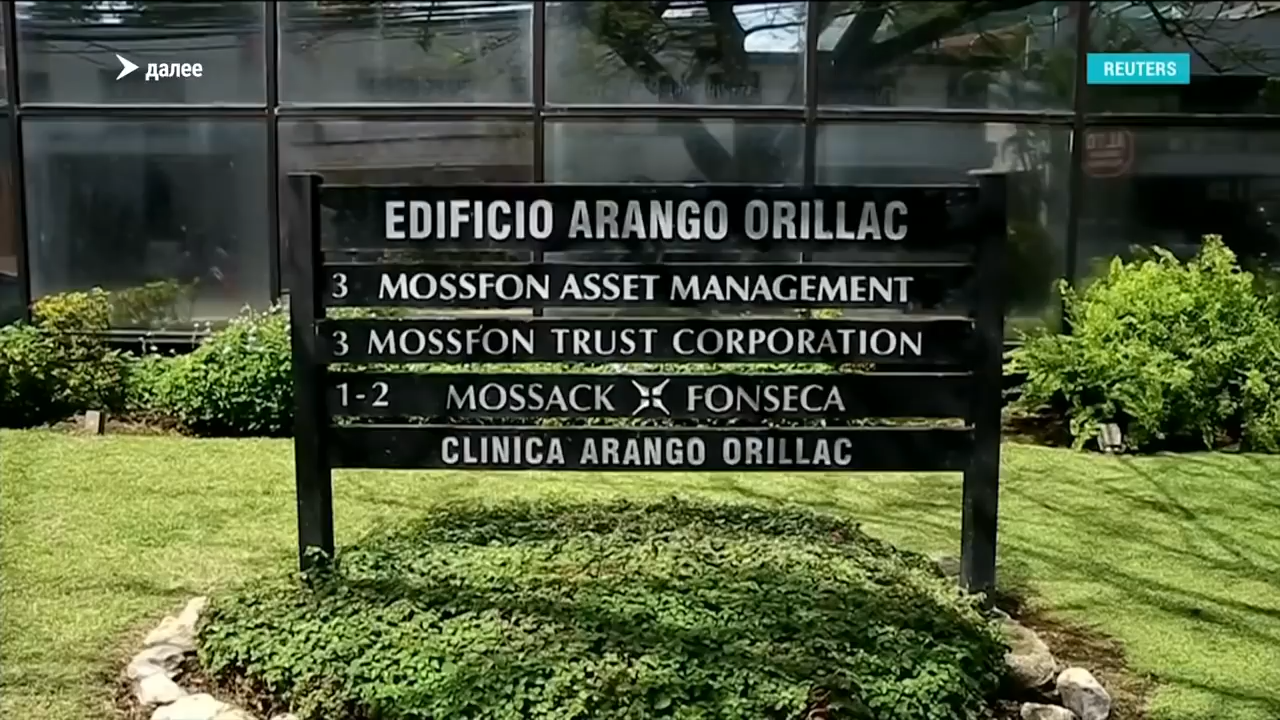 далее
REUTERS
EDIFICIO ARANGO ORILLAC
3 MOSSFON ASSET MANAGEMENT
3 MOSSFON TRUST CORPORATION
1-2 MOSSACK FONSECA
CLINICA ARANGO ORILLAC